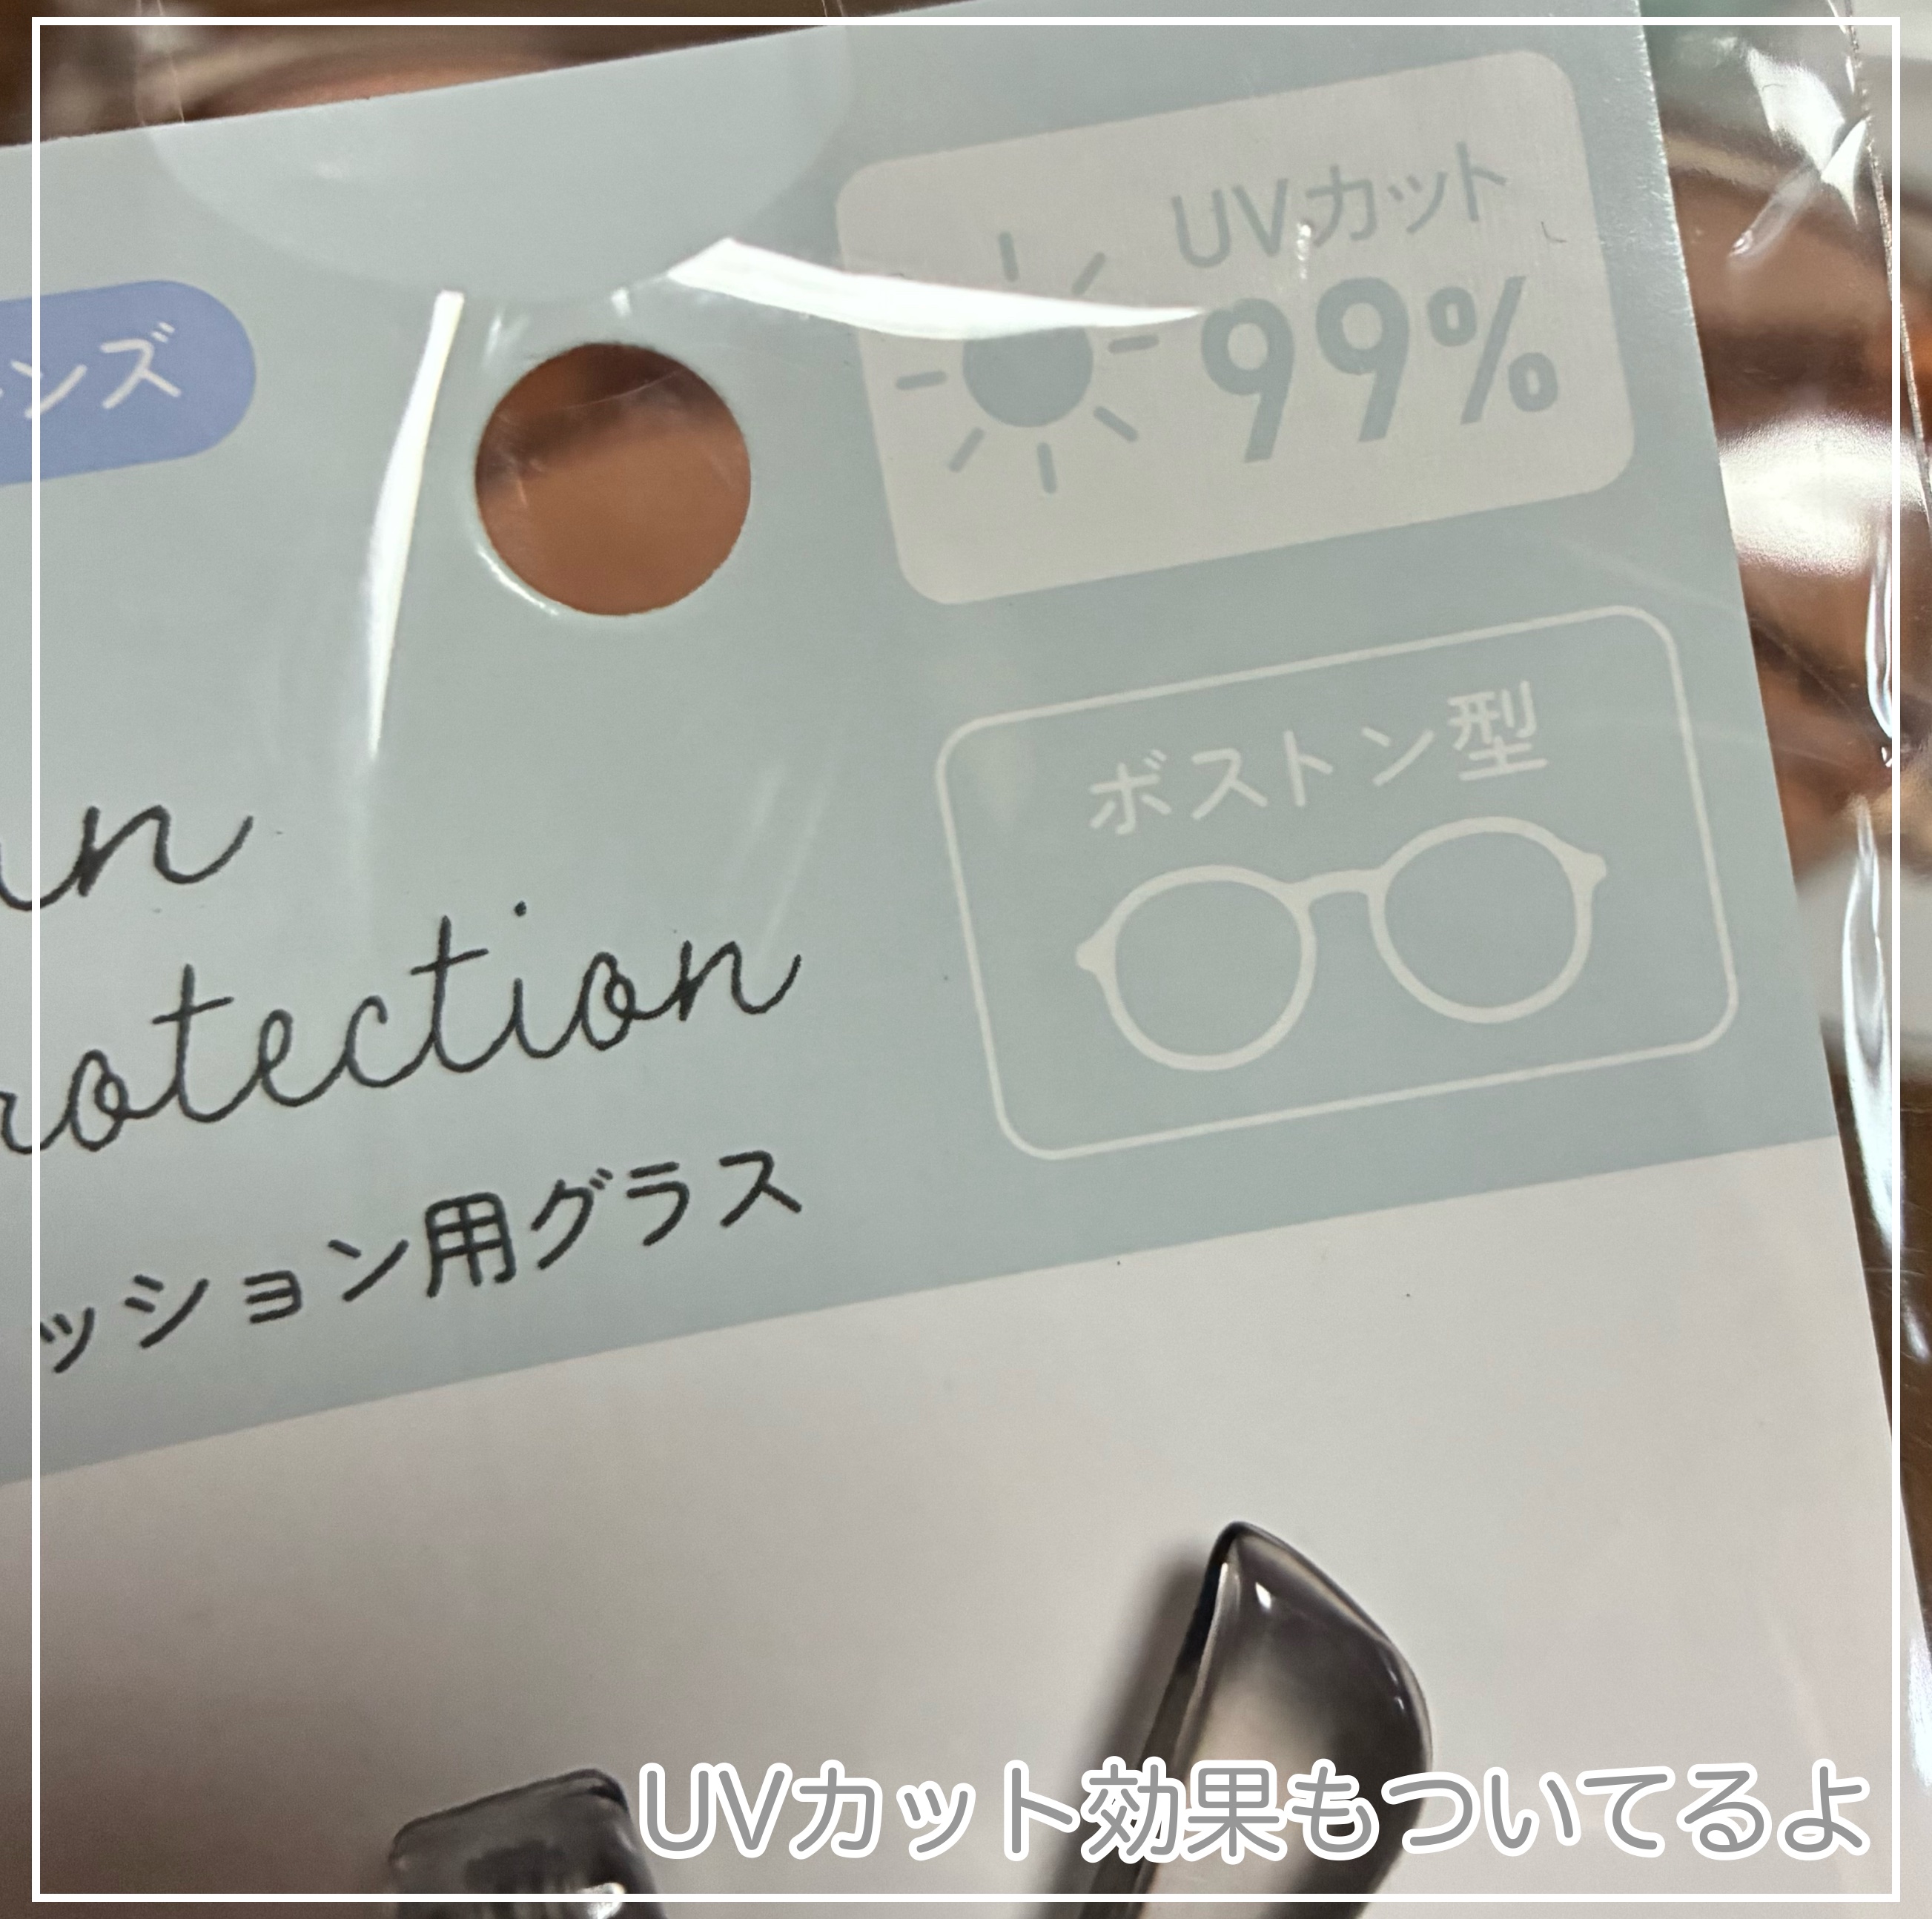 UVカット
99%
ンズ
ボストン型
n
rotection
ッション用グラス
UVカット効果もついてるよ